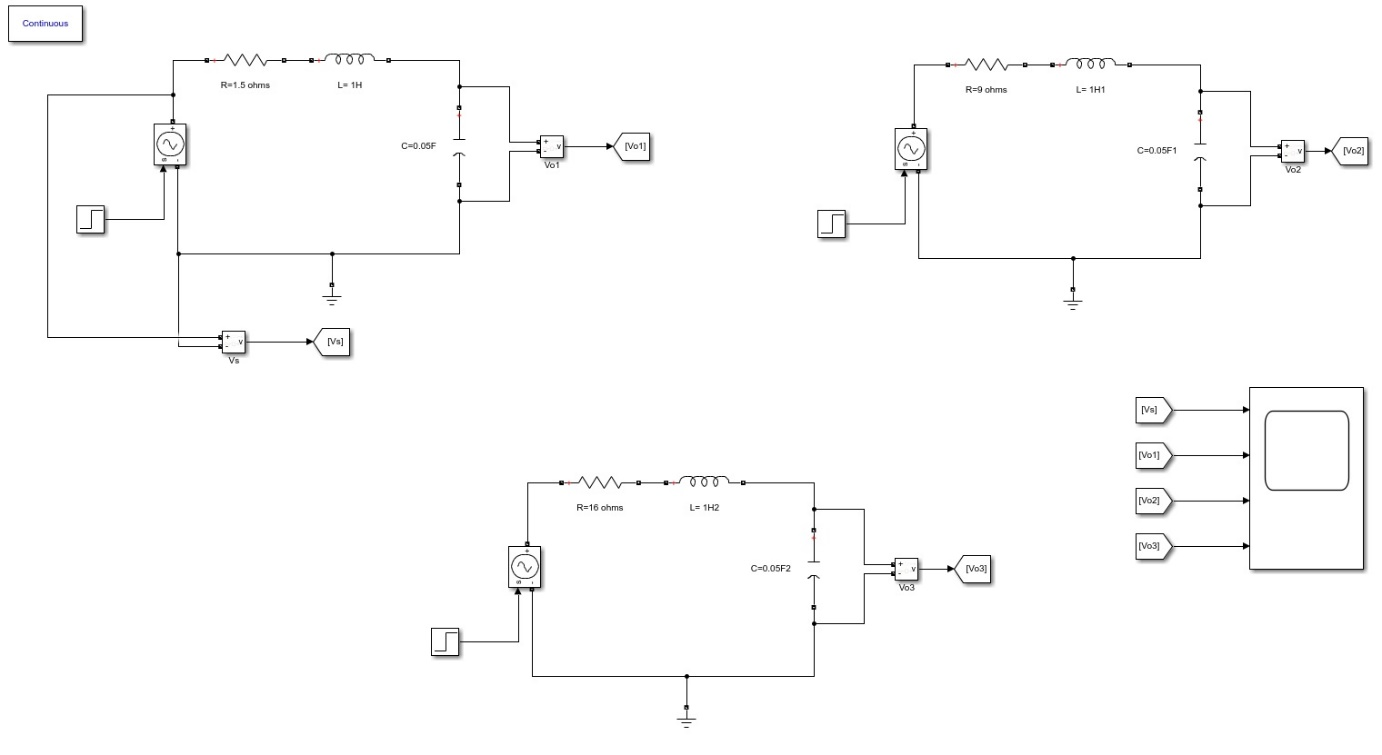 Continuous
R=1.5 ohms
L= 1H
C=0.05F
+
-
v
Vo1
[Vo1]
+
s
-
+
-
v
Vs
[Vs]
R=9 ohms
L= 1H1
C=0.05F1
+
-
v
Vo2
[Vo2]
+
s
-
R=16 ohms
L= 1H2
C=0.05F2
+
-
v
Vo3
[Vo3]
+
s
-
[Vs]
[Vo1]
[Vo2]
[Vo3]